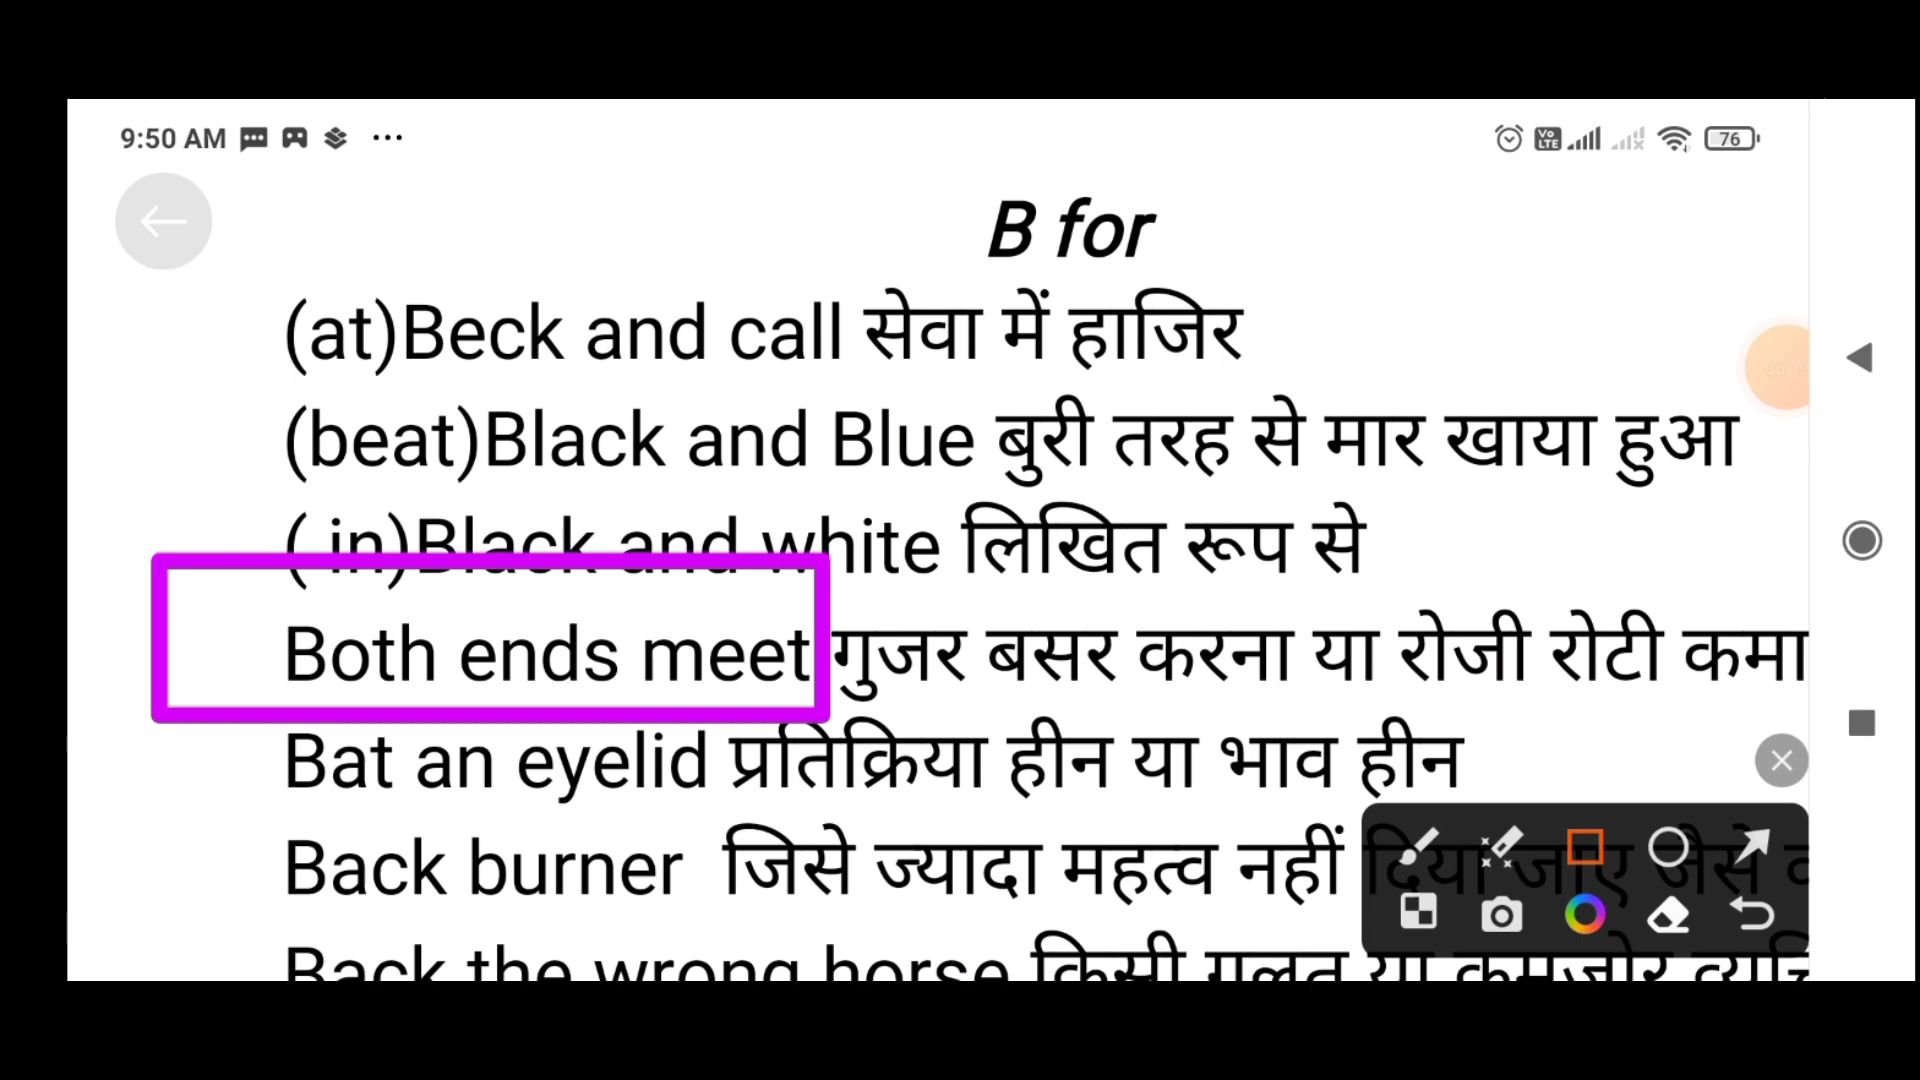 9:50 AM
Vo LTE
76
B for
(at)Beck and call सेवा में हाजिर
(beat)Black and Blue बुरी तरह से मार खाया हुआ
( in)Black and white लिखित रूप से
Both ends meet गुजर बसर करना या रोजी रोटी कमा
Bat an eyelid प्रतिक्रिया हीन या भाव हीन
Back burner जिसे ज्यादा महत्व नहीं दिया जाए जैसे
Back the wrong horse किसी गलत या कमजोर